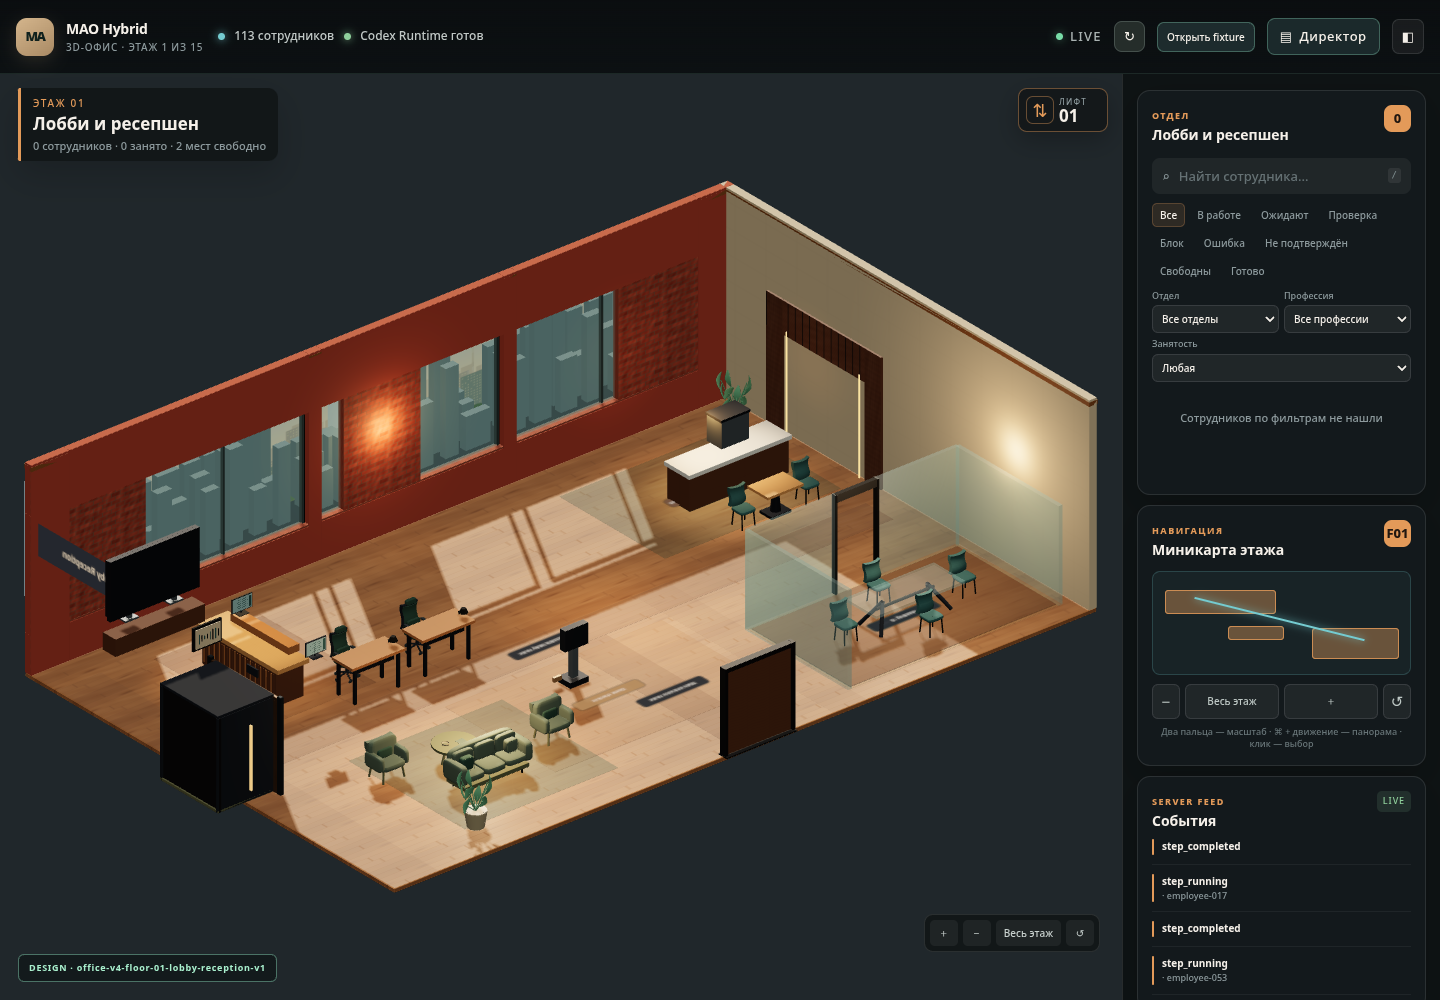 MA
MAO Hybrid
3D-ОФИС · ЭТАЖ 1 ИЗ 15
113 сотрудников
Codex Runtime готов
LIVE
Открыть fixture
Директор
ЭТАЖ 01
Лобби и ресепшен
0 сотрудников · 0 занято · 2 мест свободно
ЛИФТ
01
ОТДЕЛ
Лобби и ресепшен
0
Найти сотрудника...
/
Все
В работе
Ожидают
Проверка
Блок
Ошибка
Не подтверждён
Свободны
Готово
Отдел
Профессия
Все отделы
Все профессии
Занятость
Любая
Сотрудников по фильтрам не нашли
НАВИГАЦИЯ
Миникарта этажа
F01
−
Весь этаж
+
↺
Два пальца — масштаб · ⌘ + движение — панорама ·
клик — выбор
SERVER FEED
События
LIVE
step_completed
step_running
· employee-017
step_completed
step_running
· employee-053
+
−
Весь этаж
↺
DESIGN · office-v4-floor-01-lobby-reception-v1